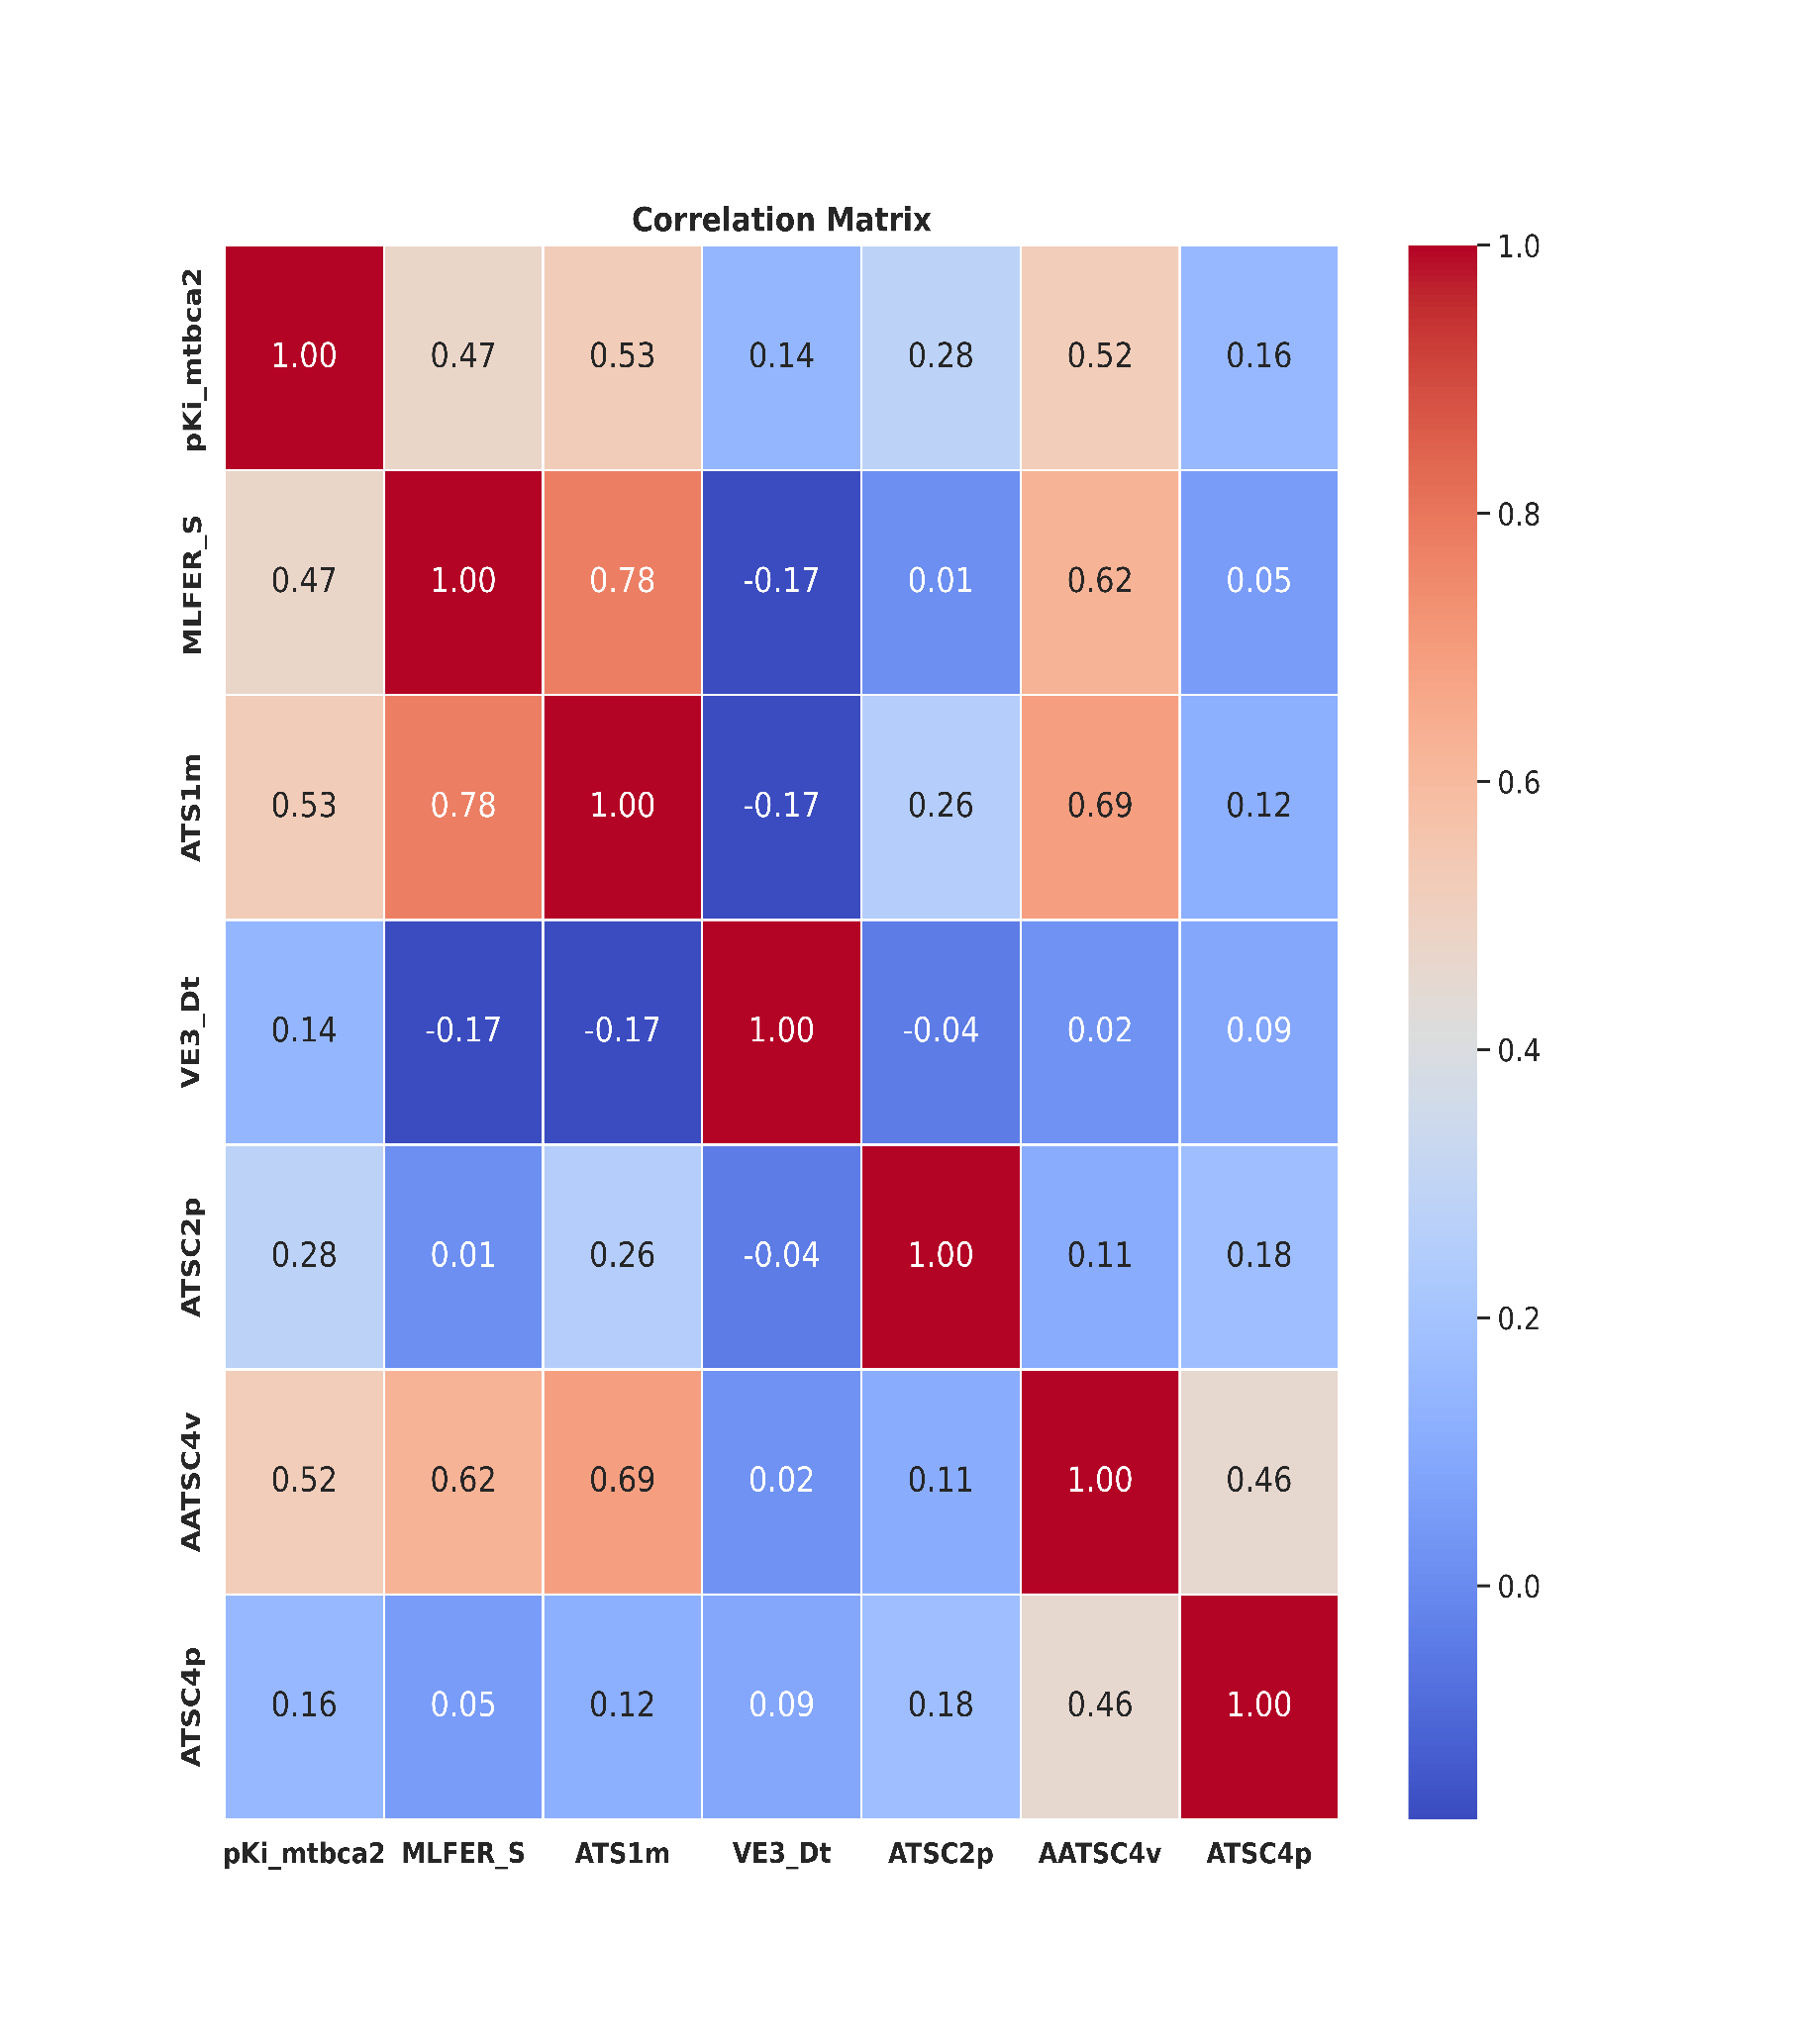 Correlation Matrix
pKi_mtbca2 1.00 0.47 0.53 0.14 0.28 0.52 0.16
MLFER_S 0.47 1.00 0.78 -0.17 0.01 0.62 0.05
ATS1m 0.53 0.78 1.00 -0.17 0.26 0.69 0.12
VE3_Dt 0.14 -0.17 -0.17 1.00 -0.04 0.02 0.09
ATSC2p 0.28 0.01 0.26 -0.04 1.00 0.11 0.18
AATSC4v 0.52 0.62 0.69 0.02 0.11 1.00 0.46
ATSC4p 0.16 0.05 0.12 0.09 0.18 0.46 1.00
pKi_mtbca2 MLFER_S ATS1m VE3_Dt ATSC2p AATSC4v ATSC4p
1.0
0.8
0.6
0.4
0.2
0.0